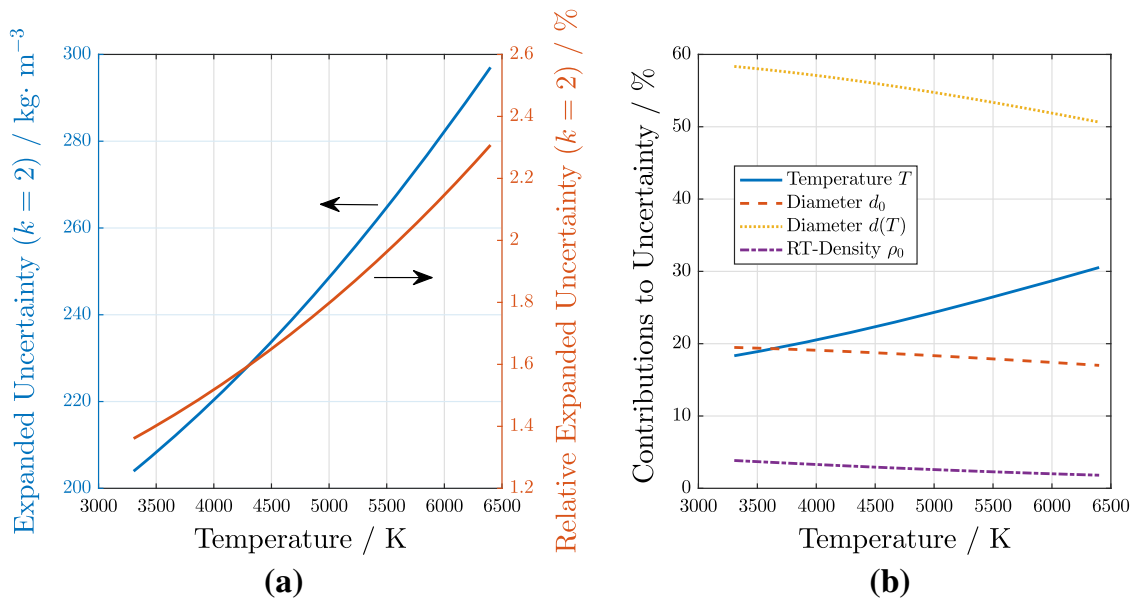 Expanded Uncertainty (k = 2) / kg· m⁻³
300
280
260
240
220
200
Relative Expanded Uncertainty (k = 2) / %
2.6
2.4
2.2
2
1.8
1.6
1.4
1.2
3000 3500 4000 4500 5000 5500 6000 6500
Temperature / K
(a)
Contributions to Uncertainty / %
60
50
40
30
20
10
0
Temperature T
Diameter d₀
Diameter d(T)
RT-Density ρ₀
3000 3500 4000 4500 5000 5500 6000 6500
Temperature / K
(b)